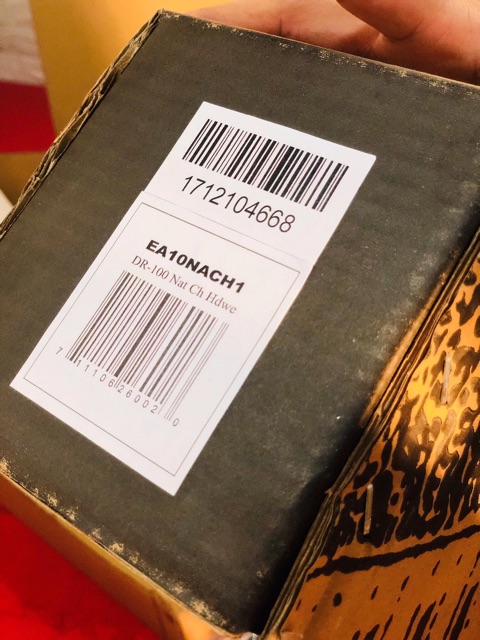 1712104668
EA10NACH1
DR-100 Nat Ch Hdwe
7 11106 26002 0